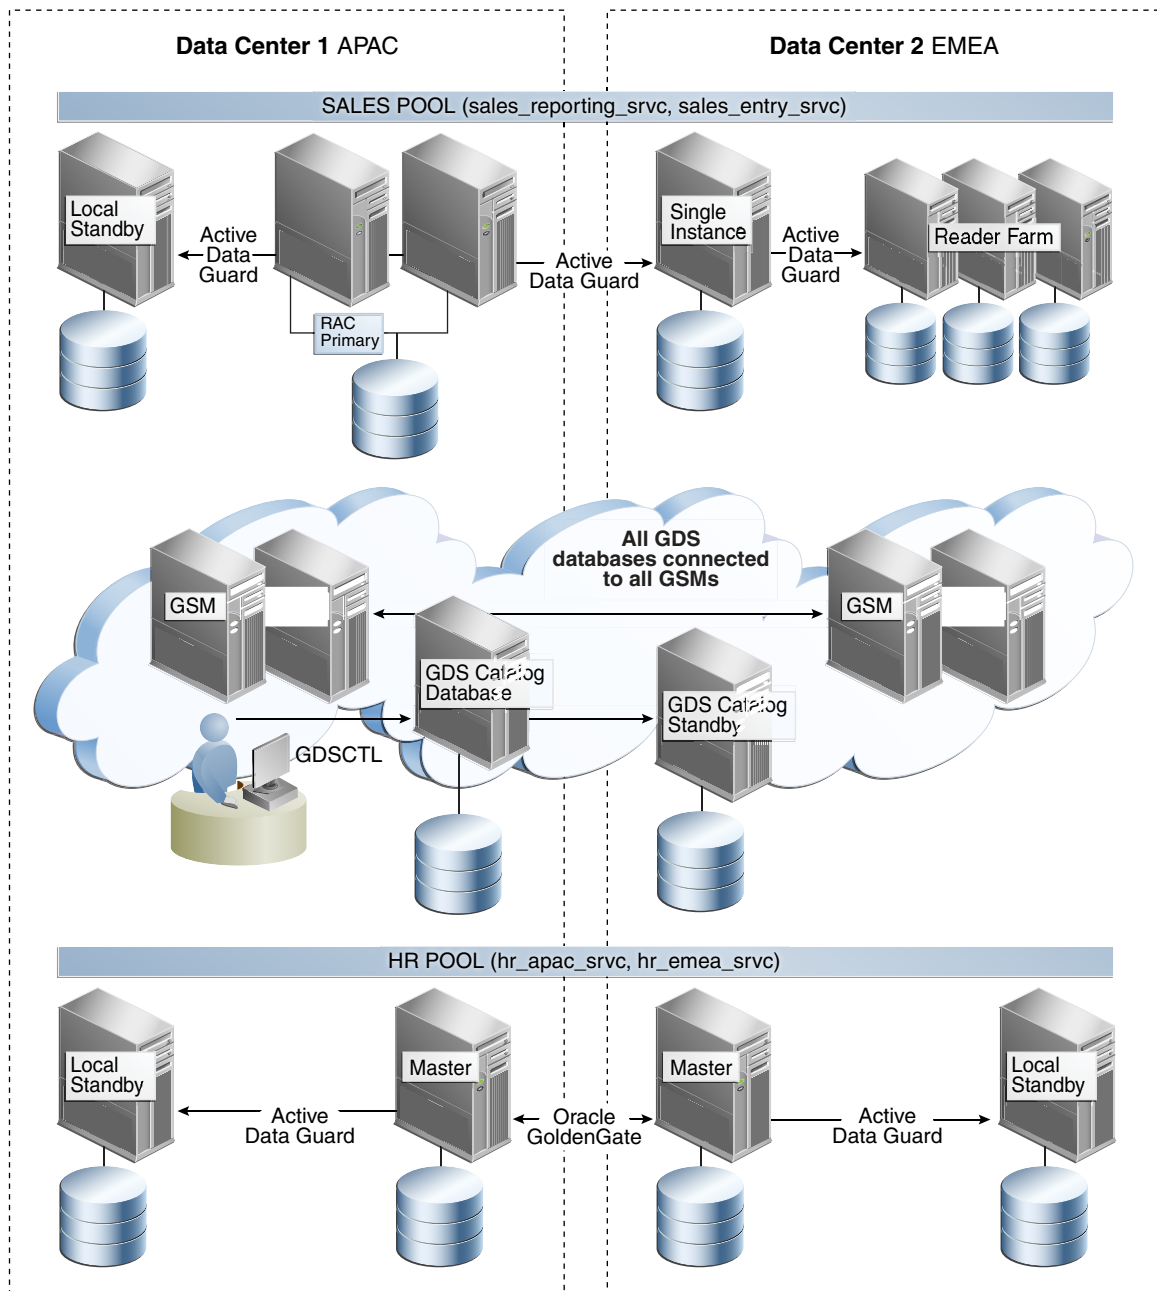 Data Center 1 APAC
Data Center 2 EMEA
SALES POOL (sales_reporting_srvc, sales_entry_srvc)
Local
Standby
Active
Data
Guard
RAC
Primary
Active
Data Guard
Single
Instance
Active
Data
Guard
Reader Farm
All GDS
databases connected
to all GSMs
GSM
GSM
GDS Catalog
Database
GDS Catalog
Standby
GDSCTL
HR POOL (hr_apac_srvc, hr_emea_srvc)
Local
Standby
Active
Data Guard
Master
Oracle
GoldenGate
Master
Active
Data Guard
Local
Standby